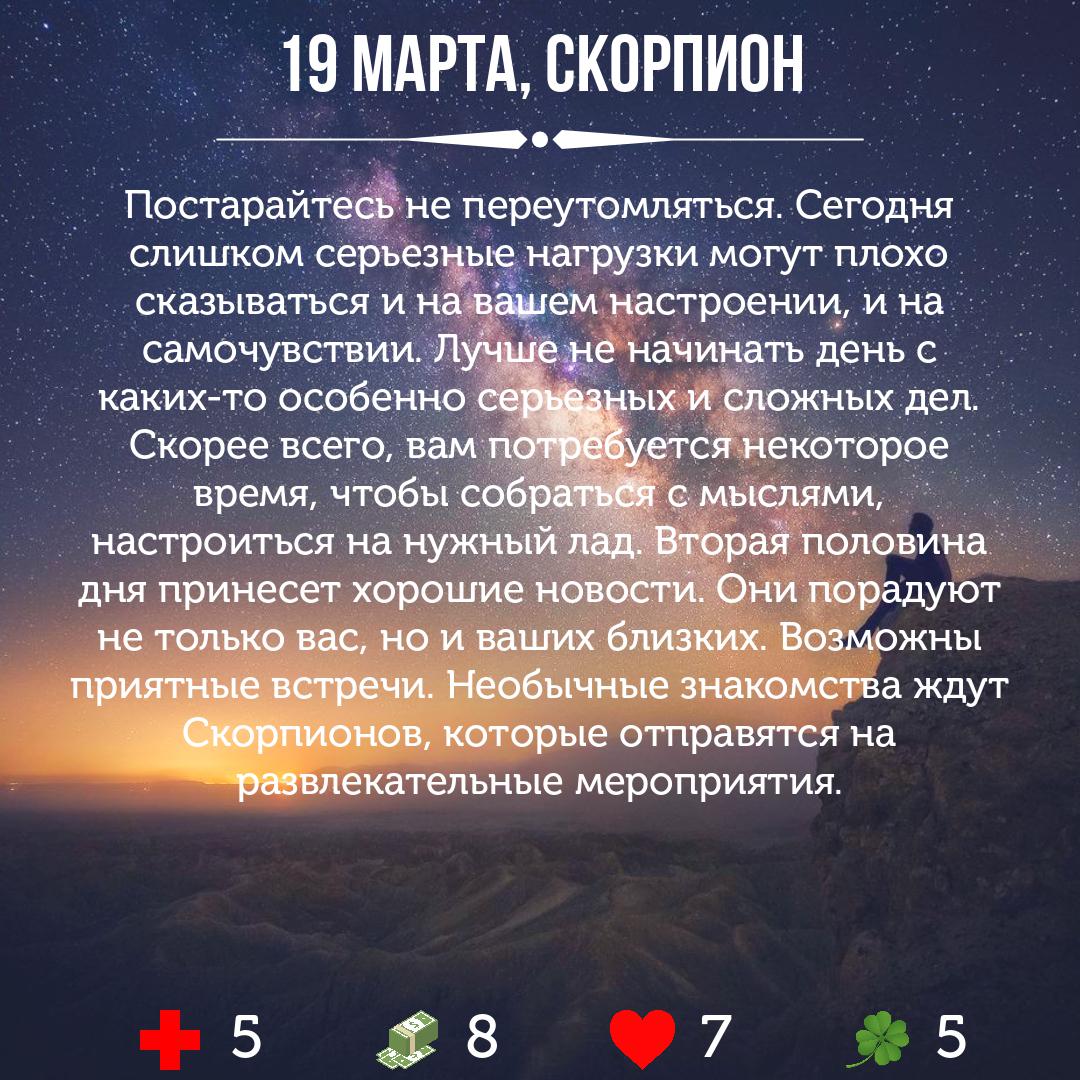 19 МАРТА, СКОРПИОН
Постарайтесь не переутомляться. Сегодня
слишком серьезные нагрузки могут плохо
сказываться и на вашем настроении, и на
самочувствии. Лучше не начинать день с
каких-то особенно серьезных и сложных дел.
Скорее всего, вам потребуется некоторое
время, чтобы собраться с мыслями,
настроиться на нужный лад. Вторая половина
дня принесет хорошие новости. Они порадуют
не только вас, но и ваших близких. Возможны
приятные встречи. Необычные знакомства ждут
Скорпионов, которые отправятся на
развлекательные мероприятия.
5 8 7 5